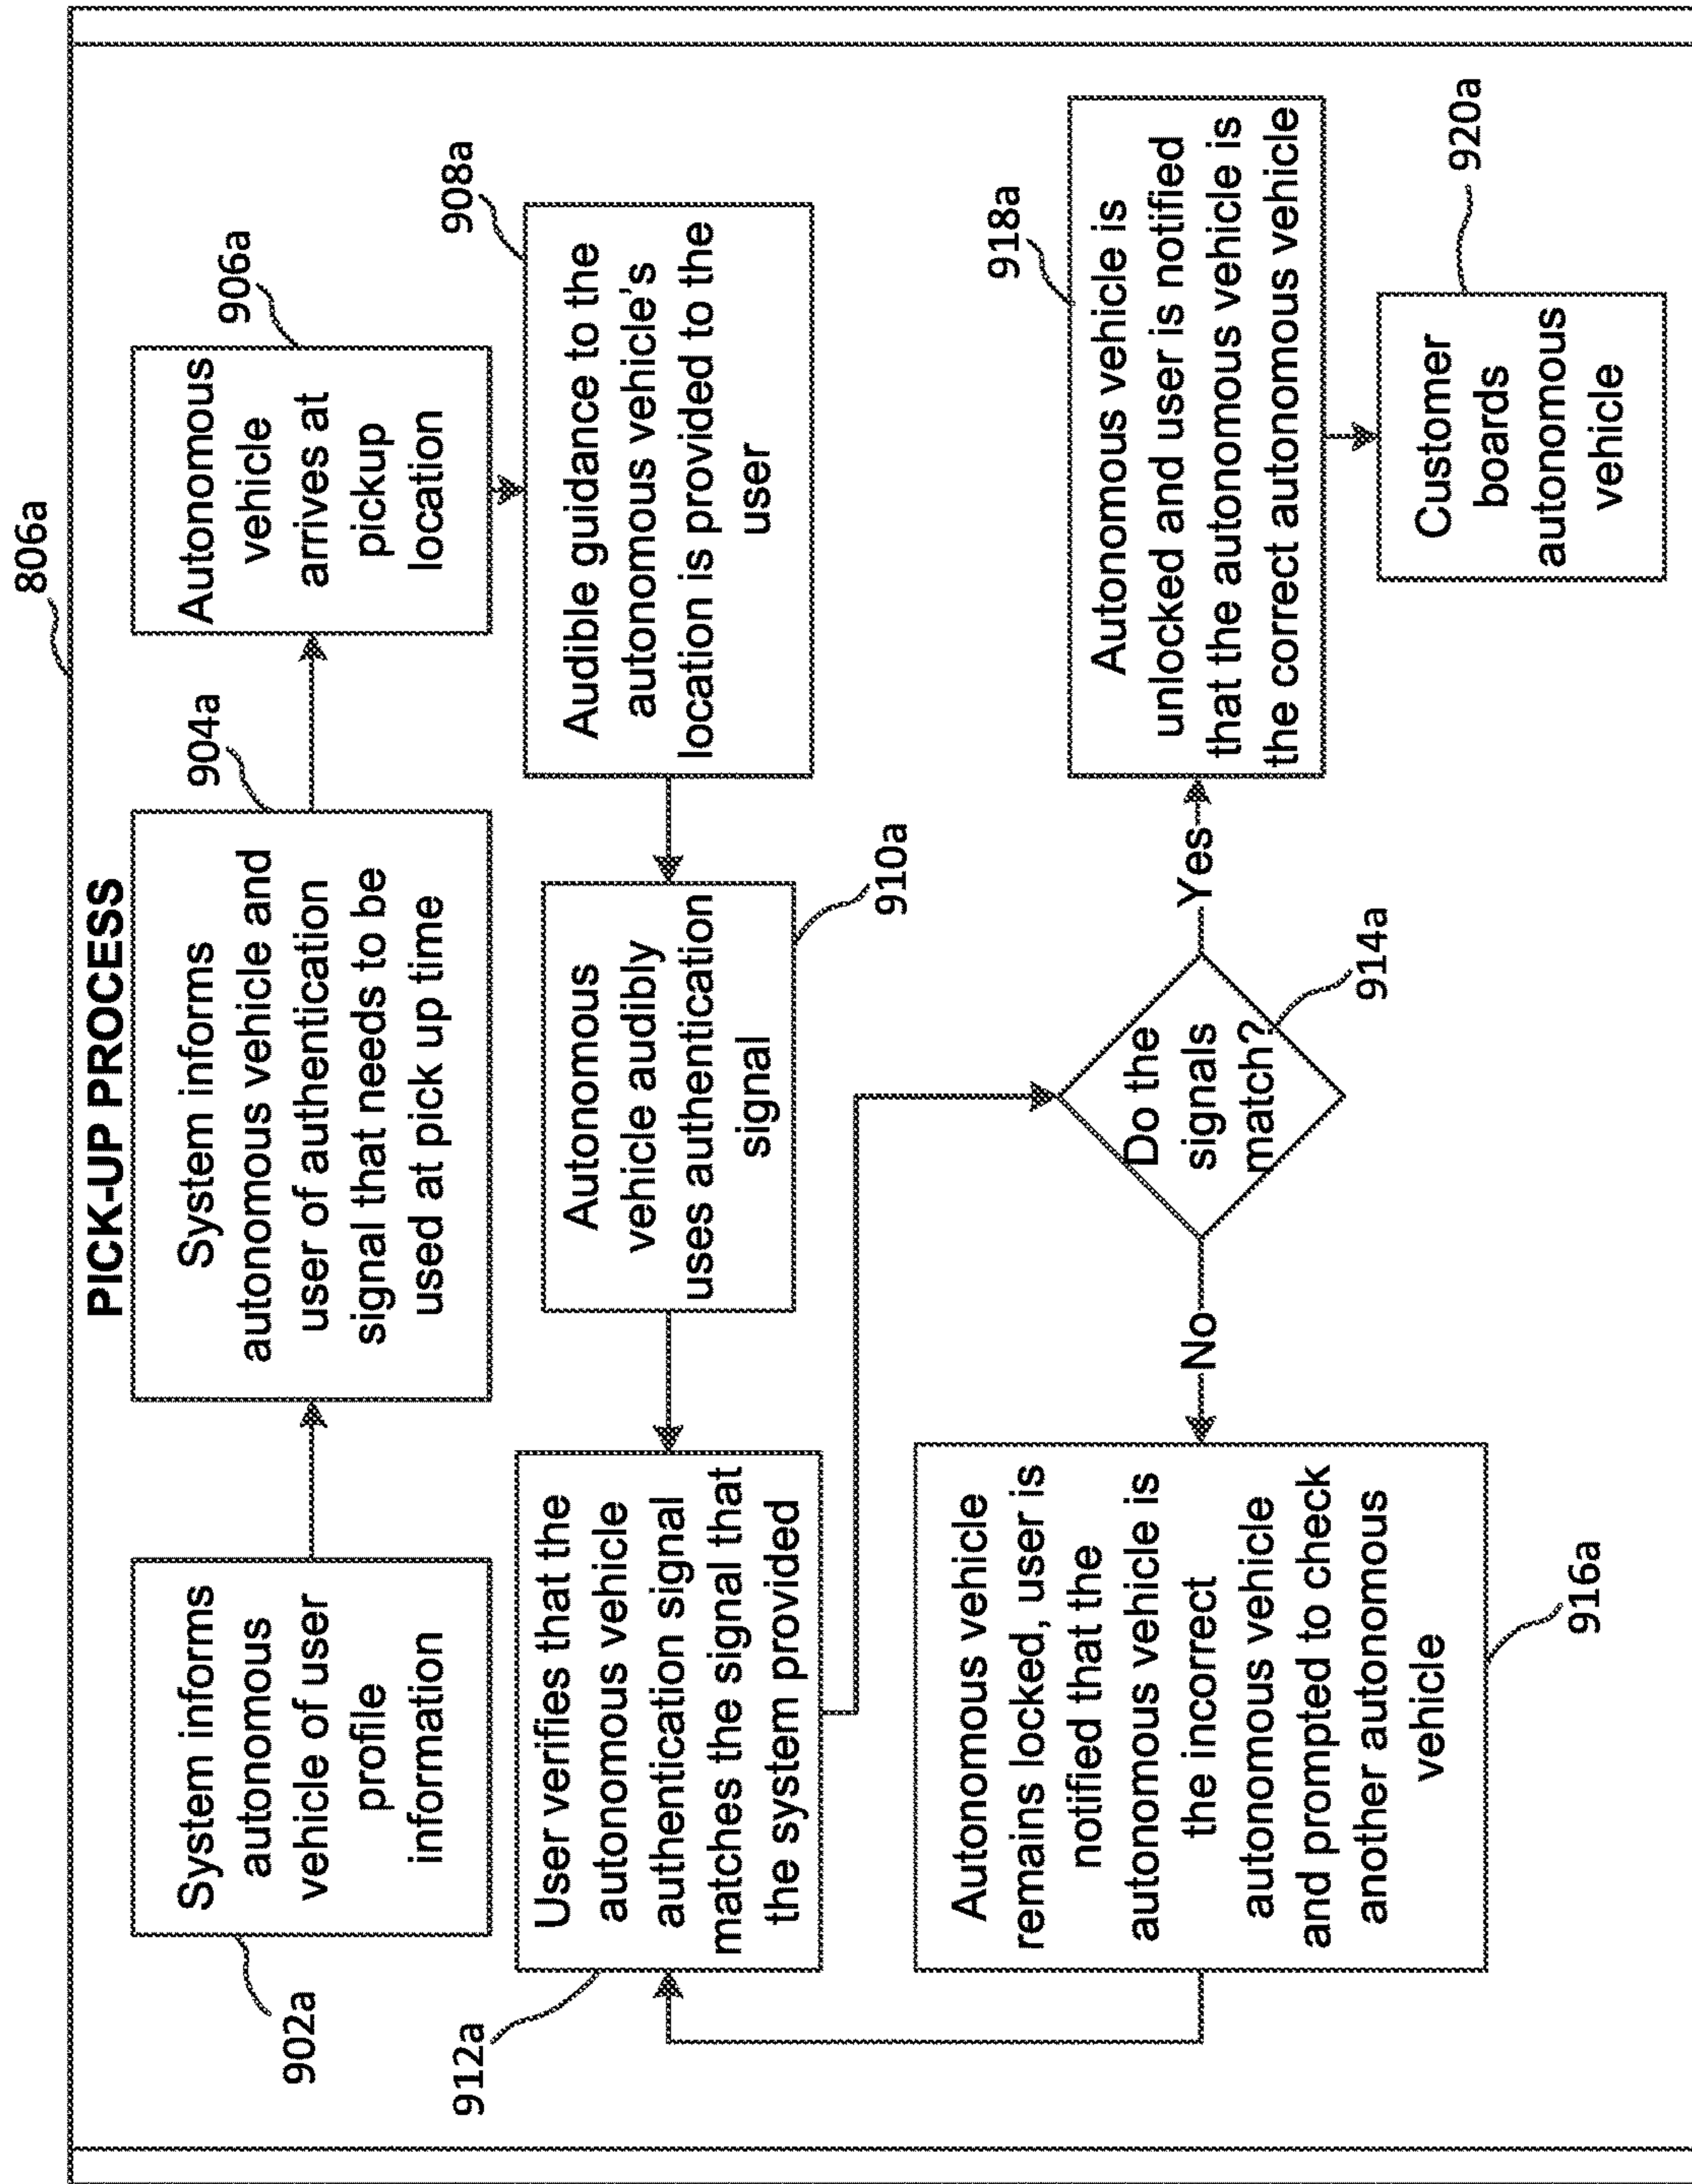 806a
PICK-UP PROCESS
902a
System informs
autonomous
vehicle of user
profile
information
904a
System informs
autonomous vehicle and
user of authentication
signal that needs to be
used at pick up time
906a
Autonomous
vehicle
arrives at
pickup
location
908a
Audible guidance to the
autonomous vehicle's
location is provided to the
user
910a
Autonomous
vehicle audibly
uses authentication
signal
912a
User verifies that the
autonomous vehicle
authentication signal
matches the signal that
the system provided
914a
Do the
signals
match?
No
Yes
916a
Autonomous vehicle
remains locked, user is
notified that the
autonomous vehicle is
the incorrect
autonomous vehicle
and prompted to check
another autonomous
vehicle
918a
Autonomous vehicle is
unlocked and user is notified
that the autonomous vehicle is
the correct autonomous vehicle
920a
Customer
boards
autonomous
vehicle